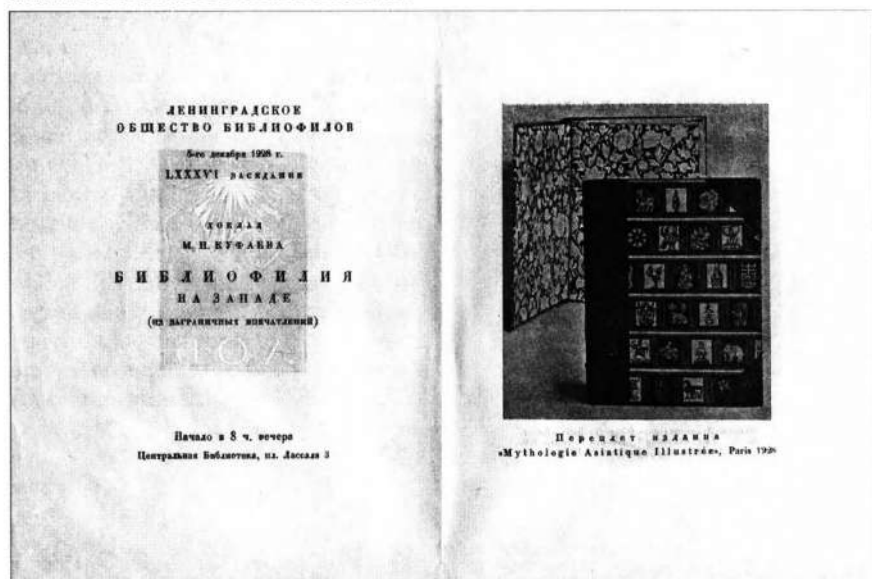 ЛЕНИНГРАДСКОЕ
ОБЩЕСТВО БИБЛИОФИЛОВ
5-го декабря 1928 г.
LXXXVI ЗАСЕДАНИЕ
ДОКЛАД
М. Н. КУФАЕВА
БИБЛИОФИЛИЯ
НА ЗАПАДЕ
(ИЗ ЗАГРАНИЧНЫХ ВПЕЧАТЛЕНИЙ)
ЛОБ
Начало в 8 ч. вечера
Центральная Библиотека, пл. Лассаля 3
Переплет издания
«Mythologie Asiatique Illustrée», Paris 1928